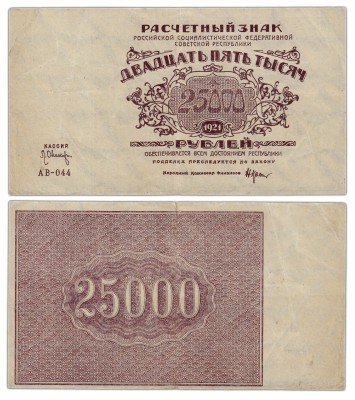 РАСЧЕТНЫЙ ЗНАК
РОССИЙСКОЙ СОЦИАЛИСТИЧЕСКОЙ ФЕДЕРАТИВНОЙ
СОВЕТСКОЙ РЕСПУБЛИКИ
ДВАДЦАТЬ ПЯТЬ ТЫСЯЧ
25000
1921
РУБЛЕЙ
ОБЕСПЕЧИВАЕТСЯ ВСЕМ ДОСТОЯНИЕМ РЕСПУБЛИКИ
ПОДДЕЛКА ПРЕСЛЕДУЕТСЯ ПО ЗАКОНУ
КАССИР
АВ-044
Народный Комиссар Финансов
25000